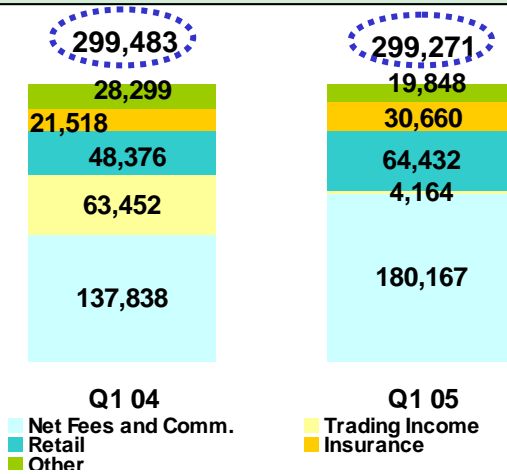 299,483
299,271
28,299
19,848
21,518
30,660
48,376
64,432
63,452
4,164
137,838
180,167
Q1 04
Q1 05
Net Fees and Comm.
Trading Income
Retail
Insurance
Other